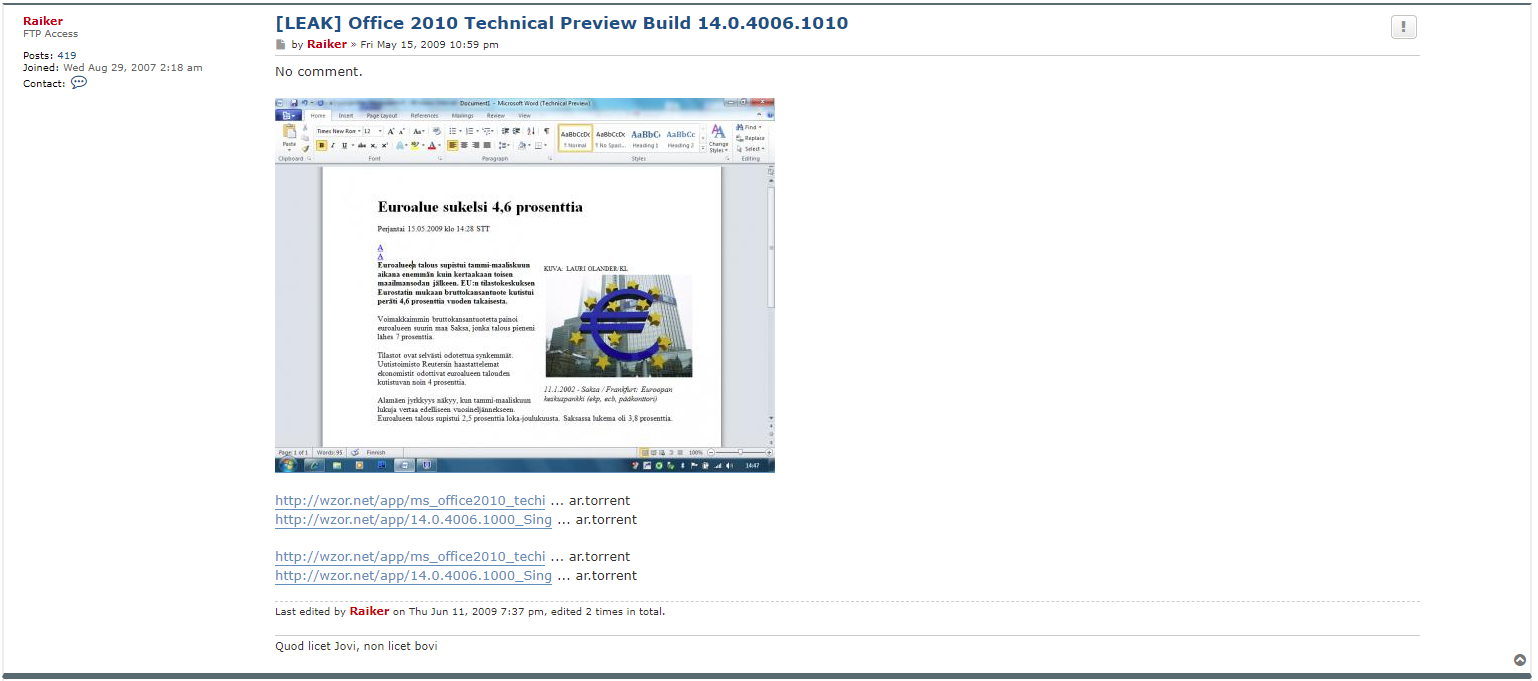 Raiker
FTP Access
Posts: 419
Joined: Wed Aug 29, 2007 2:18 am
Contact:
[LEAK] Office 2010 Technical Preview Build 14.0.4006.1010
by Raiker » Fri May 15, 2009 10:59 pm
No comment.
Document1 - Microsoft Word (Technical Preview)
Home Insert Page Layout References Mailings Review View
Times New Rom 12
Paste
AaBbCcDc AaBbCcDc AaBbC AaBbCc
¶ Normal ¶ No Spaci... Heading 1 Heading 2
Change Styles
Find
Replace
Select
Clipboard Font Paragraph Styles Editing
Euroalue sukelsi 4,6 prosenttia
Perjantai 15.05.2009 klo 14:28 STT
A
A
Euroalueen talous supistui tammi-maaliskuun
aikana enemmän kuin kertaakaan toisen
maailmansodan jälkeen. EU:n tilastokeskuksen
Eurostatin mukaan bruttokansantuote kutistui
peräti 4,6 prosenttia vuoden takaisesta.
KUVA: LAURI OLANDER/KL
Voimakkaimmin bruttokansantuotetta painoi
euroalueen suurin maa Saksa, jonka talous pieneni
lähes 7 prosenttia.
Tilastot ovat selvästi odotettua synkemmät.
Uutistoimisto Reutersin haastattelemat
ekonomistit odottivat euroalueen talouden
kutistuvan noin 4 prosenttia.
11.1.2002 - Saksa / Frankfurt: Euroopan
keskuspankki (ekp, ecb, pääkonttori)
Alamäen jyrkkyys näkyy, kun tammi-maaliskuun
lukuja vertaa edelliseen vuosineljännekseen.
Euroalueen talous supistui 2,5 prosenttia loka-joulukuusta. Saksassa lukema oli 3,8 prosenttia.
Page: 1 of 1 Words: 95 Finnish 100%
14:47
http://wzor.net/app/ms_office2010_techi ... ar.torrent
http://wzor.net/app/14.0.4006.1000_Sing ... ar.torrent
http://wzor.net/app/ms_office2010_techi ... ar.torrent
http://wzor.net/app/14.0.4006.1000_Sing ... ar.torrent
Last edited by Raiker on Thu Jun 11, 2009 7:37 pm, edited 2 times in total.
Quod licet Jovi, non licet bovi